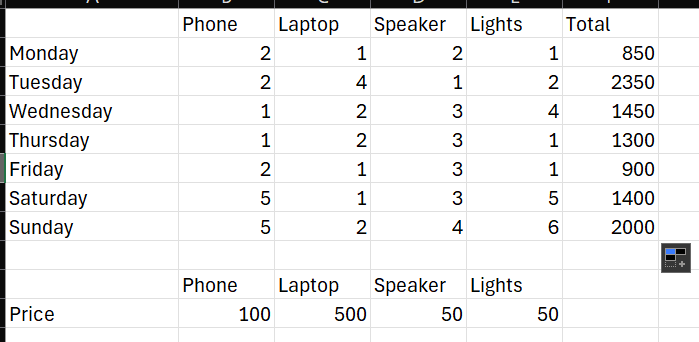 Phone Laptop Speaker Lights Total
Monday 2 1 2 1 850
Tuesday 2 4 1 2 2350
Wednesday 1 2 3 4 1450
Thursday 1 2 3 1 1300
Friday 2 1 3 1 900
Saturday 5 1 3 5 1400
Sunday 5 2 4 6 2000
Phone Laptop Speaker Lights
Price 100 500 50 50